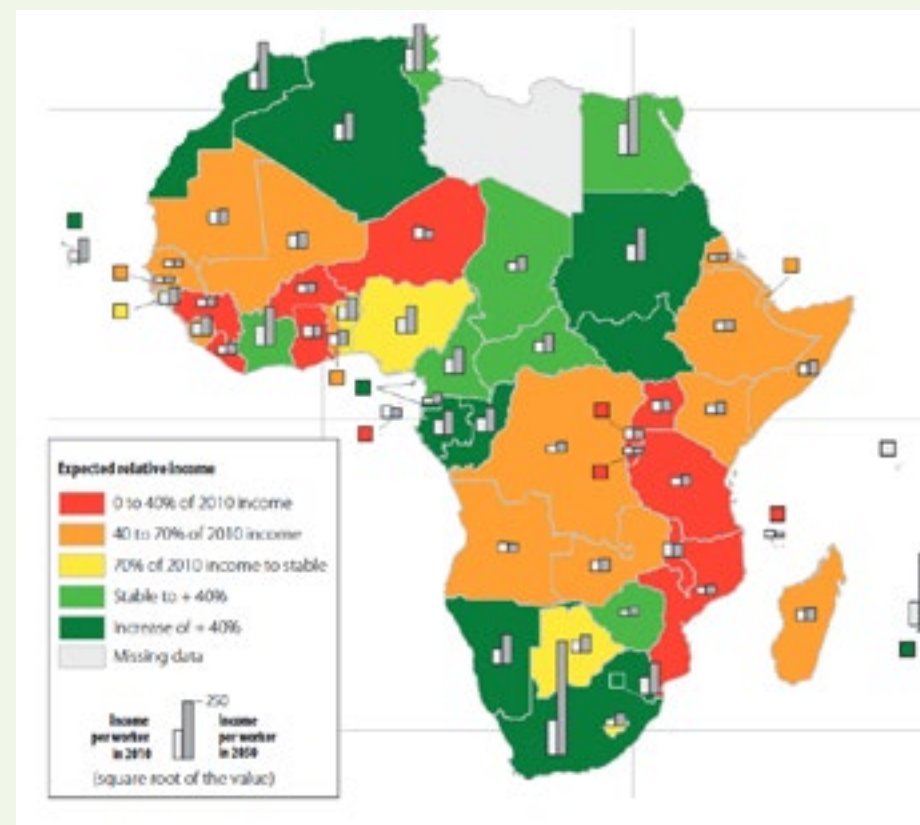 Expected relative income
0 to 40% of 2010 income
40 to 70% of 2010 income
70% of 2010 income to stable
Stable to + 40%
Increase of + 40%
Missing data
250
Income
per worker
in 2010
Income
per worker
in 2050
(square root of the value)